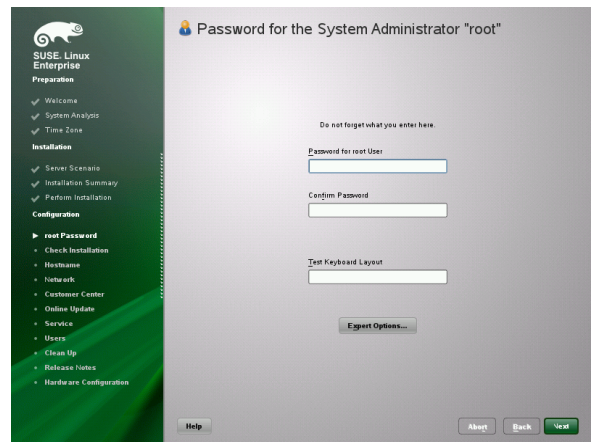 SUSE. Linux
Enterprise
Preparation
Welcome
System Analysis
Time Zone
Installation
Server Scenario
Installation Summary
Perform Installation
Configuration
root Password
Check Installation
Hostname
Network
Customer Center
Online Update
Service
Users
Clean Up
Release Notes
Hardware Configuration
Password for the System Administrator "root"
Do not forget what you enter here.
Password for root User
Confirm Password
Test Keyboard Layout
Expert Options...
Help
Abort
Back
Next